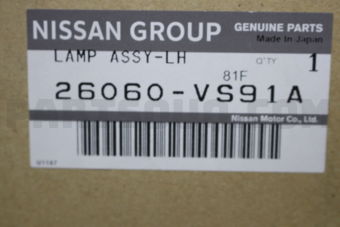 NISSAN GROUP GENUINE PARTS
Made In Japan
LAMP ASSY-LH Q'TY 1
81F
26060-VS91A
Nissan Motor Co., Ltd.